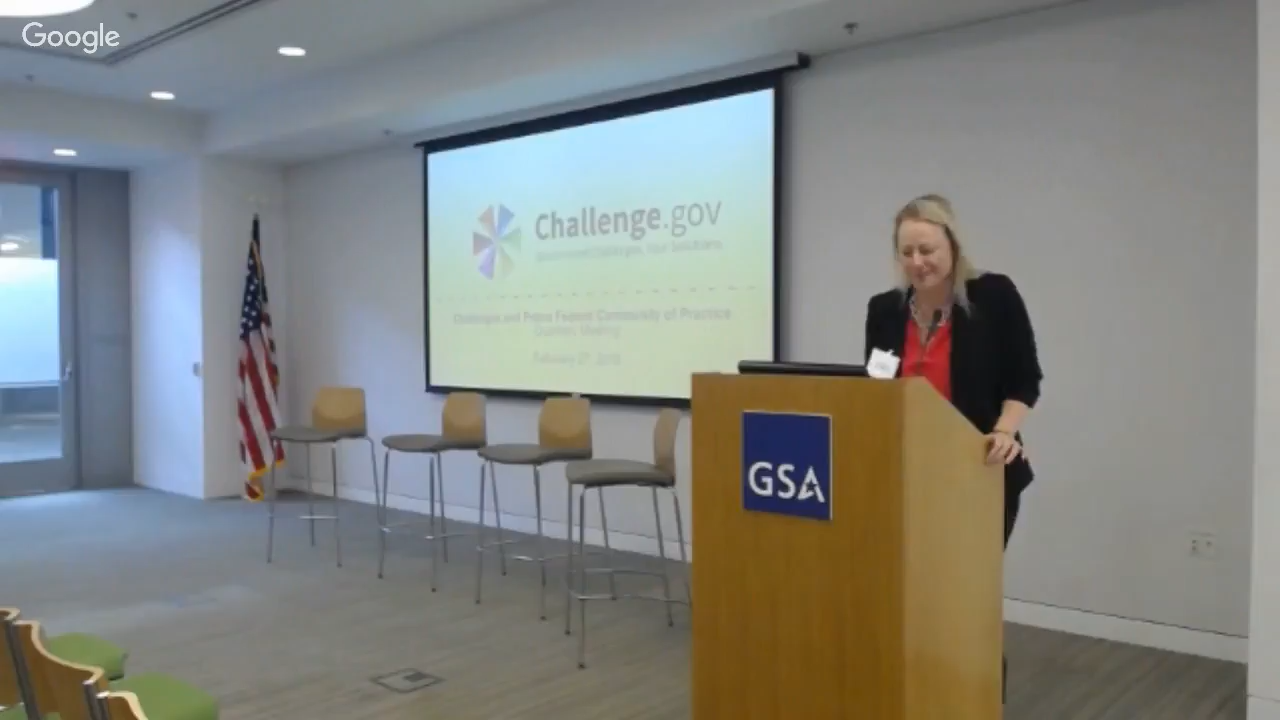 Google
Challenge.gov
Government Challenges, Your Solutions
Challenges and Prizes Federal Community of Practice
Quarterly Meeting
GSA